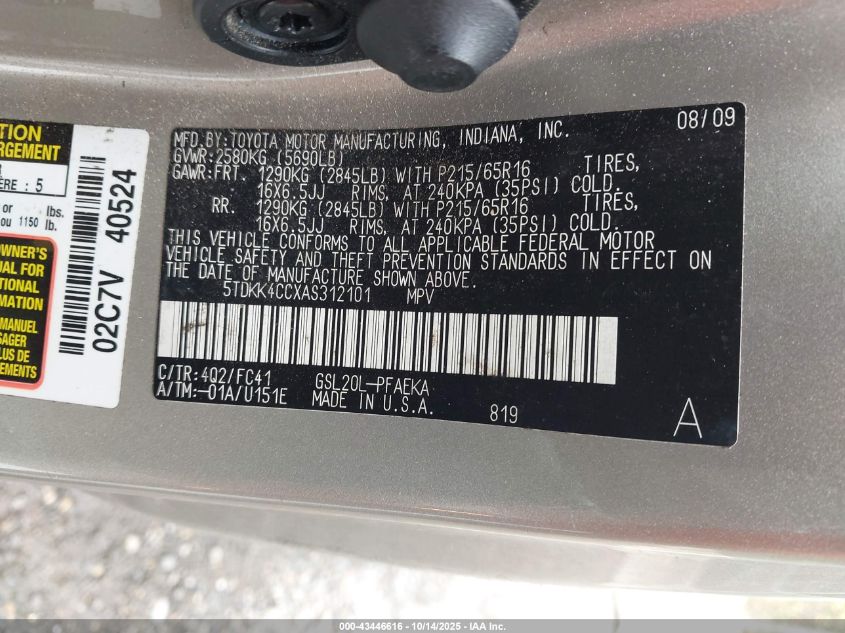 TION
ARGEMENT
ÈRE : 5
or lbs.
ou 1150 lb.
OWNER'S
UAL FOR
TIONAL
RMATION
MANUEL
SAGER
LUS DE
MATION
02C7V 40524
MFD.BY:TOYOTA MOTOR MANUFACTURING, INDIANA, INC. 08/09
GVWR:2580KG (5690LB)
GAWR:FRT. 1290KG (2845LB) WITH P215/65R16 TIRES,
16X6.5JJ RIMS, AT 240KPA (35PSI) COLD.
RR. 1290KG (2845LB) WITH P215/65R16 TIRES,
16X6.5JJ RIMS, AT 240KPA (35PSI) COLD.
THIS VEHICLE CONFORMS TO ALL APPLICABLE FEDERAL MOTOR
VEHICLE SAFETY AND THEFT PREVENTION STANDARDS IN EFFECT ON
THE DATE OF MANUFACTURE SHOWN ABOVE.
5TDKK4CCXAS312101 MPV
C/TR:4Q2/FC41 GSL20L-PFAEKA
A/TM:-01A/U151E MADE IN U.S.A. 819 A
000-43446616 - 10/14/2025 - IAA Inc.